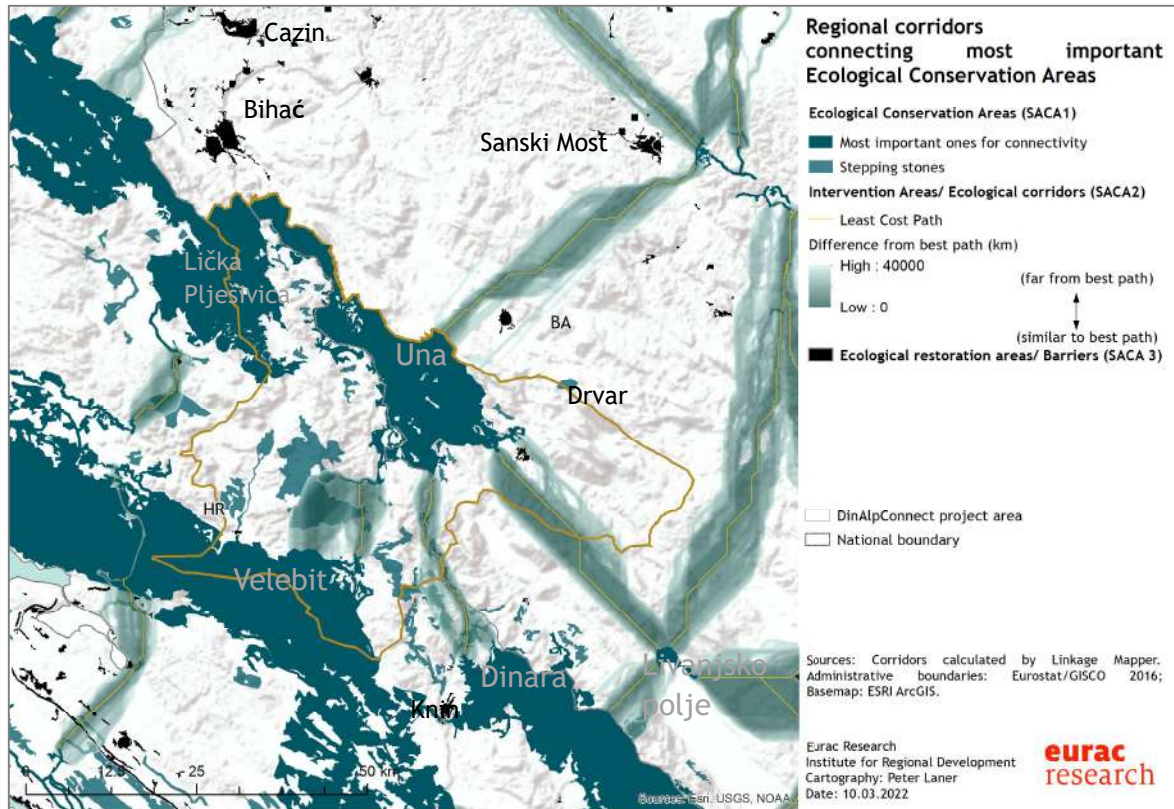 Cazin
Bihać
Sanski Most
Lička
Plješivica
Una
BA
Drvar
HR
Velebit
Dinara
Livanjsko
polje
Knin
0 12.5 25 50 km
Sources: Esri, USGS, NOAA
Regional corridors
connecting most important
Ecological Conservation Areas
Ecological Conservation Areas (SACA1)
Most important ones for connectivity
Stepping stones
Intervention Areas/ Ecological corridors (SACA2)
Least Cost Path
Difference from best path (km)
High : 40000
(far from best path)
Low : 0
(similar to best path)
Ecological restoration areas/ Barriers (SACA 3)
DinAlpConnect project area
National boundary
Sources: Corridors calculated by Linkage Mapper.
Administrative boundaries: Eurostat/GISCO 2016;
Basemap: ESRI ArcGIS.
Eurac Research
Institute for Regional Development
Cartography: Peter Laner
Date: 10.03.2022
eurac
research